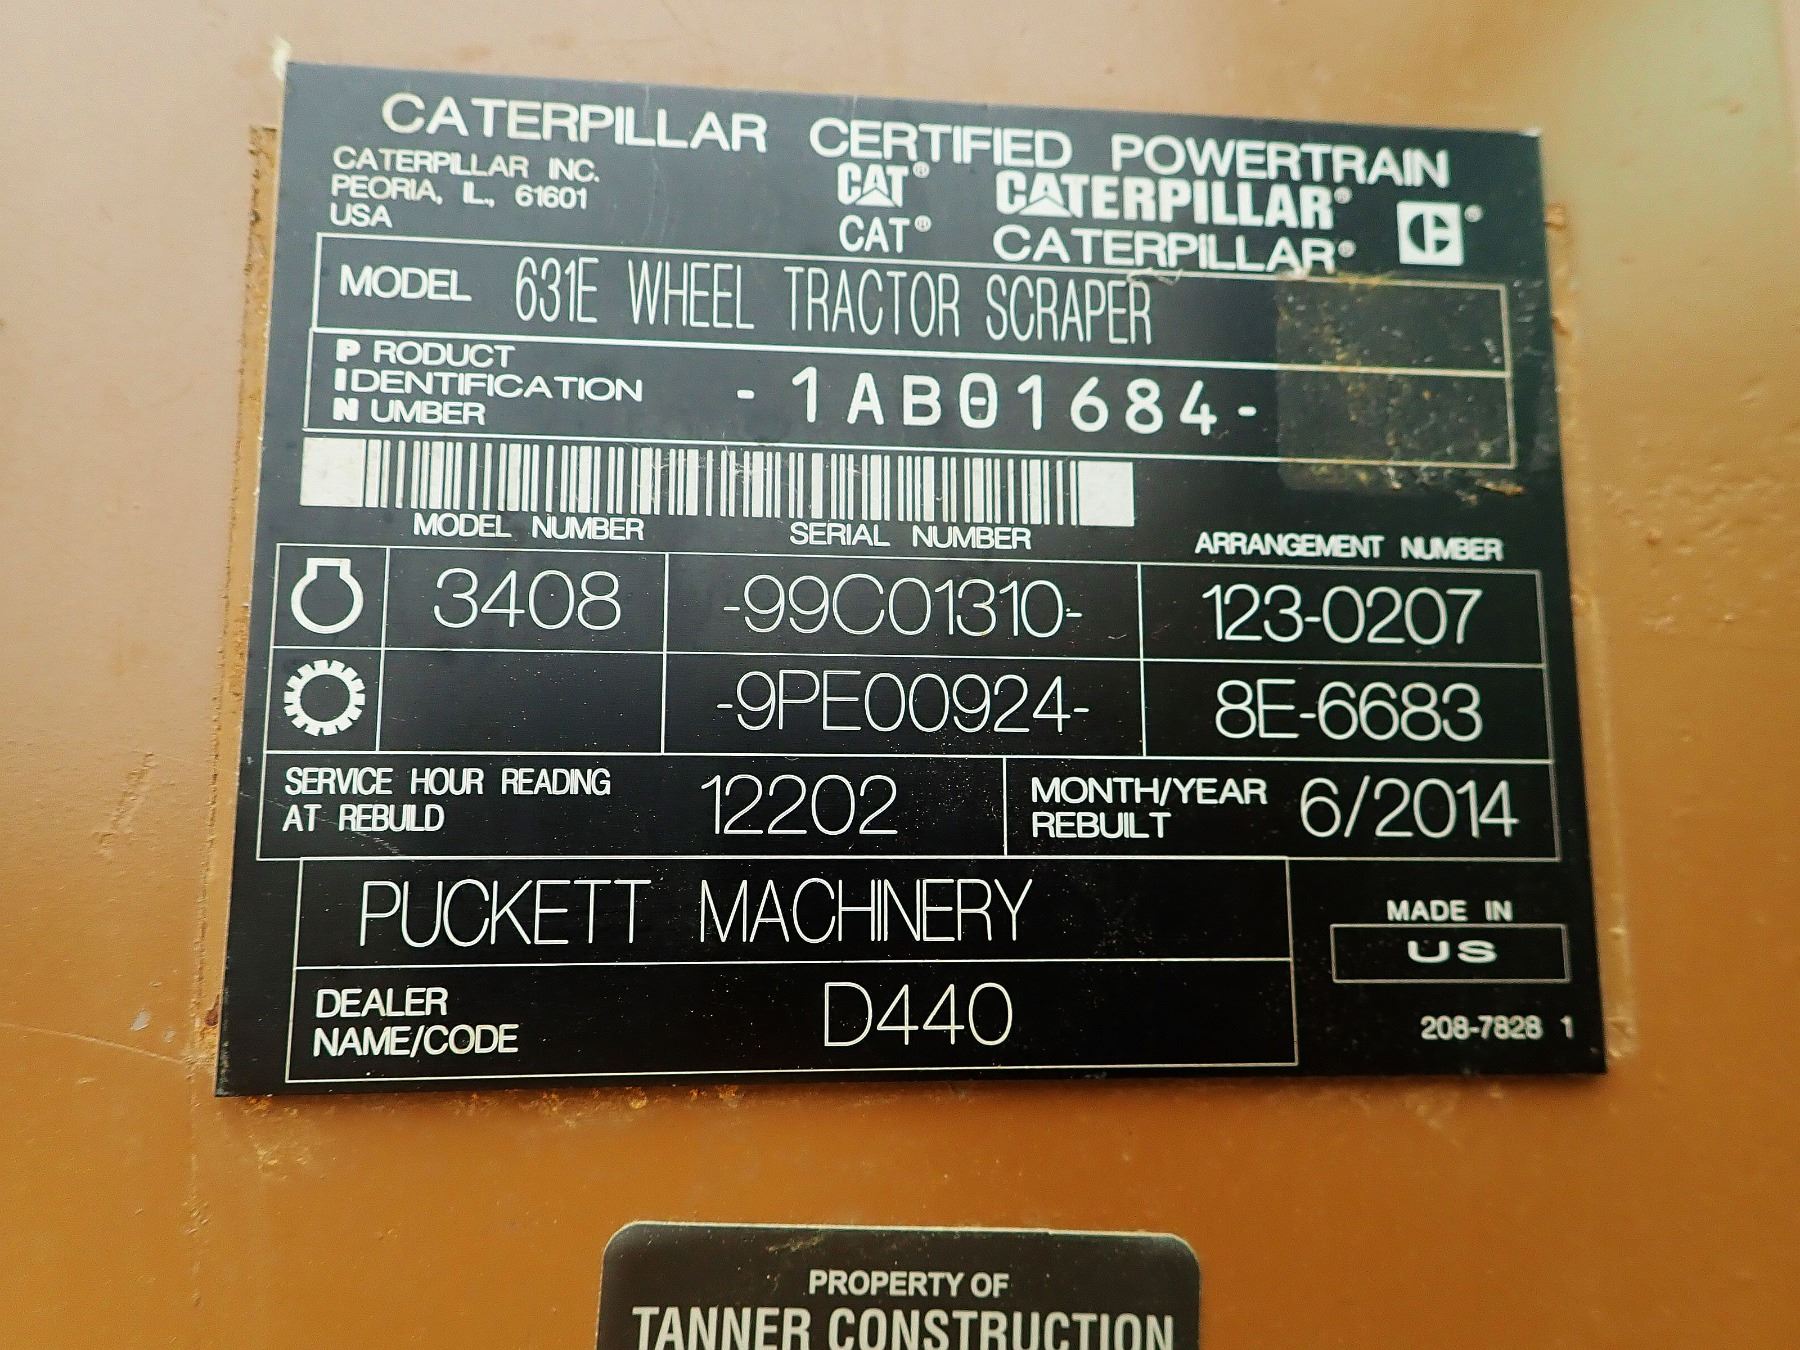 CATERPILLAR CERTIFIED POWERTRAIN
CATERPILLAR INC.
PEORIA, IL., 61601
USA
CAT® CATERPILLAR®
CAT® CATERPILLAR® C®
MODEL 631E WHEEL TRACTOR SCRAPER
PRODUCT
IDENTIFICATION
NUMBER
-1AB01684-
MODEL NUMBER SERIAL NUMBER ARRANGEMENT NUMBER
3408 -99C01310- 123-0207
-9PE00924- 8E-6683
SERVICE HOUR READING
AT REBUILD
12202
MONTH/YEAR
REBUILT
6/2014
PUCKETT MACHINERY
DEALER
NAME/CODE
D440
MADE IN
US
208-7828 1
PROPERTY OF
TANNER CONSTRUCTION